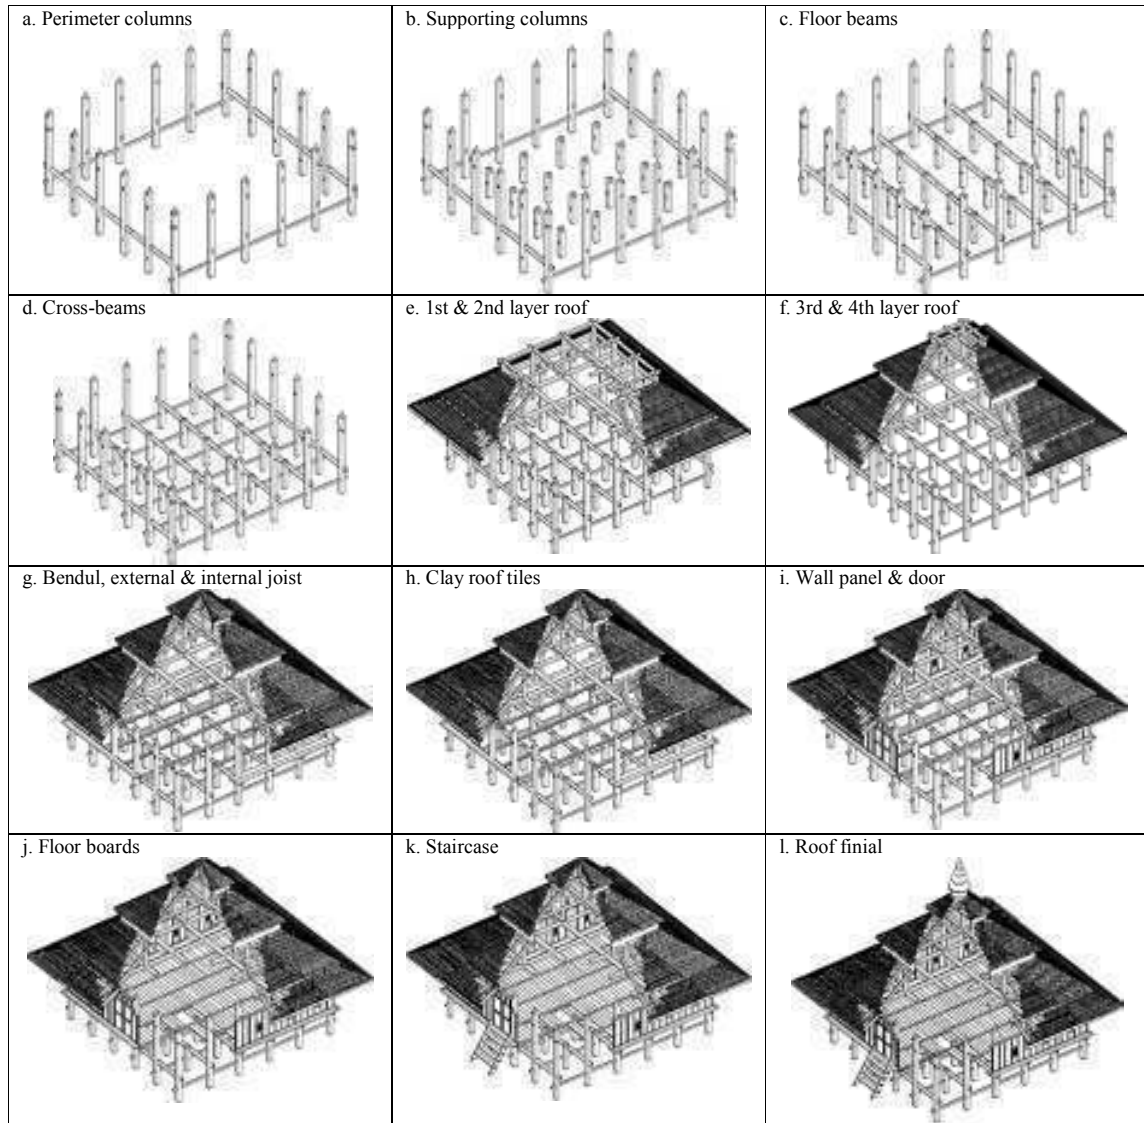 a. Perimeter columns
b. Supporting columns
c. Floor beams
d. Cross-beams
e. 1st & 2nd layer roof
f. 3rd & 4th layer roof
g. Bendul, external & internal joist
h. Clay roof tiles
i. Wall panel & door
j. Floor boards
k. Staircase
l. Roof finial